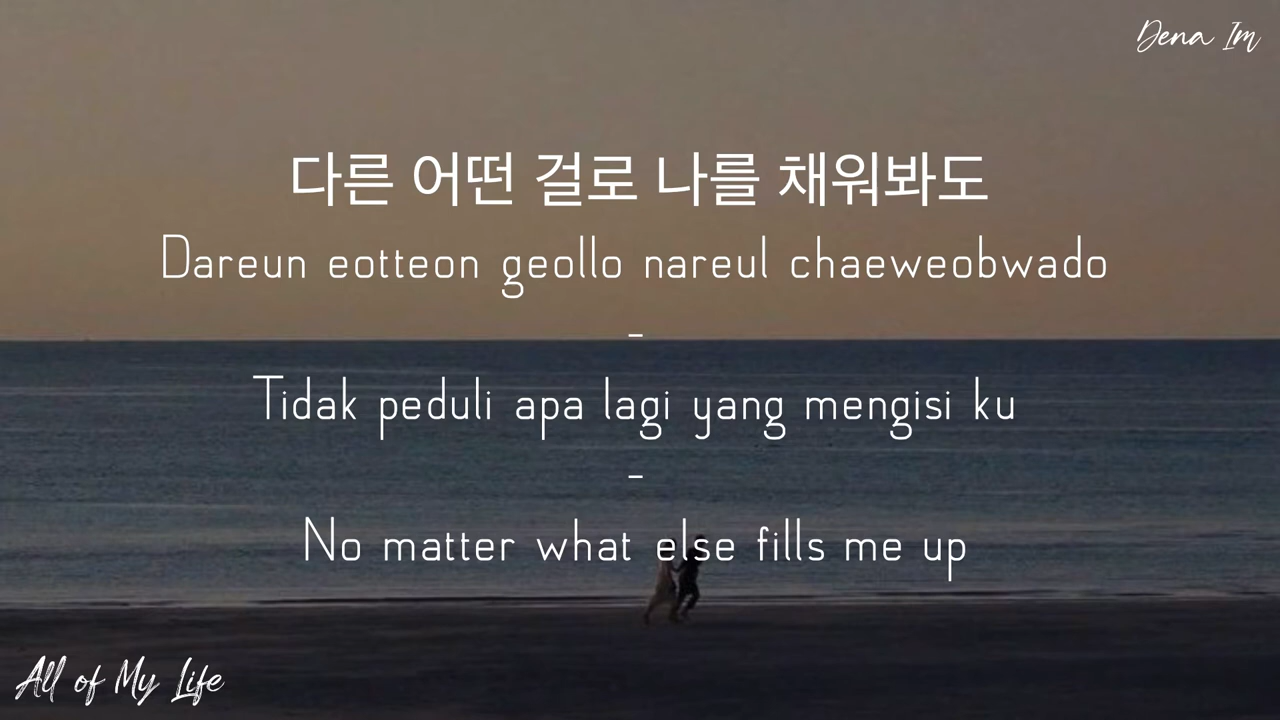 Dena Im
다른 어떤 걸로 나를 채워봐도
Dareun eotteon geollo nareul chaeweobwado
-
Tidak peduli apa lagi yang mengisi ku
-
No matter what else fills me up
All of My Life